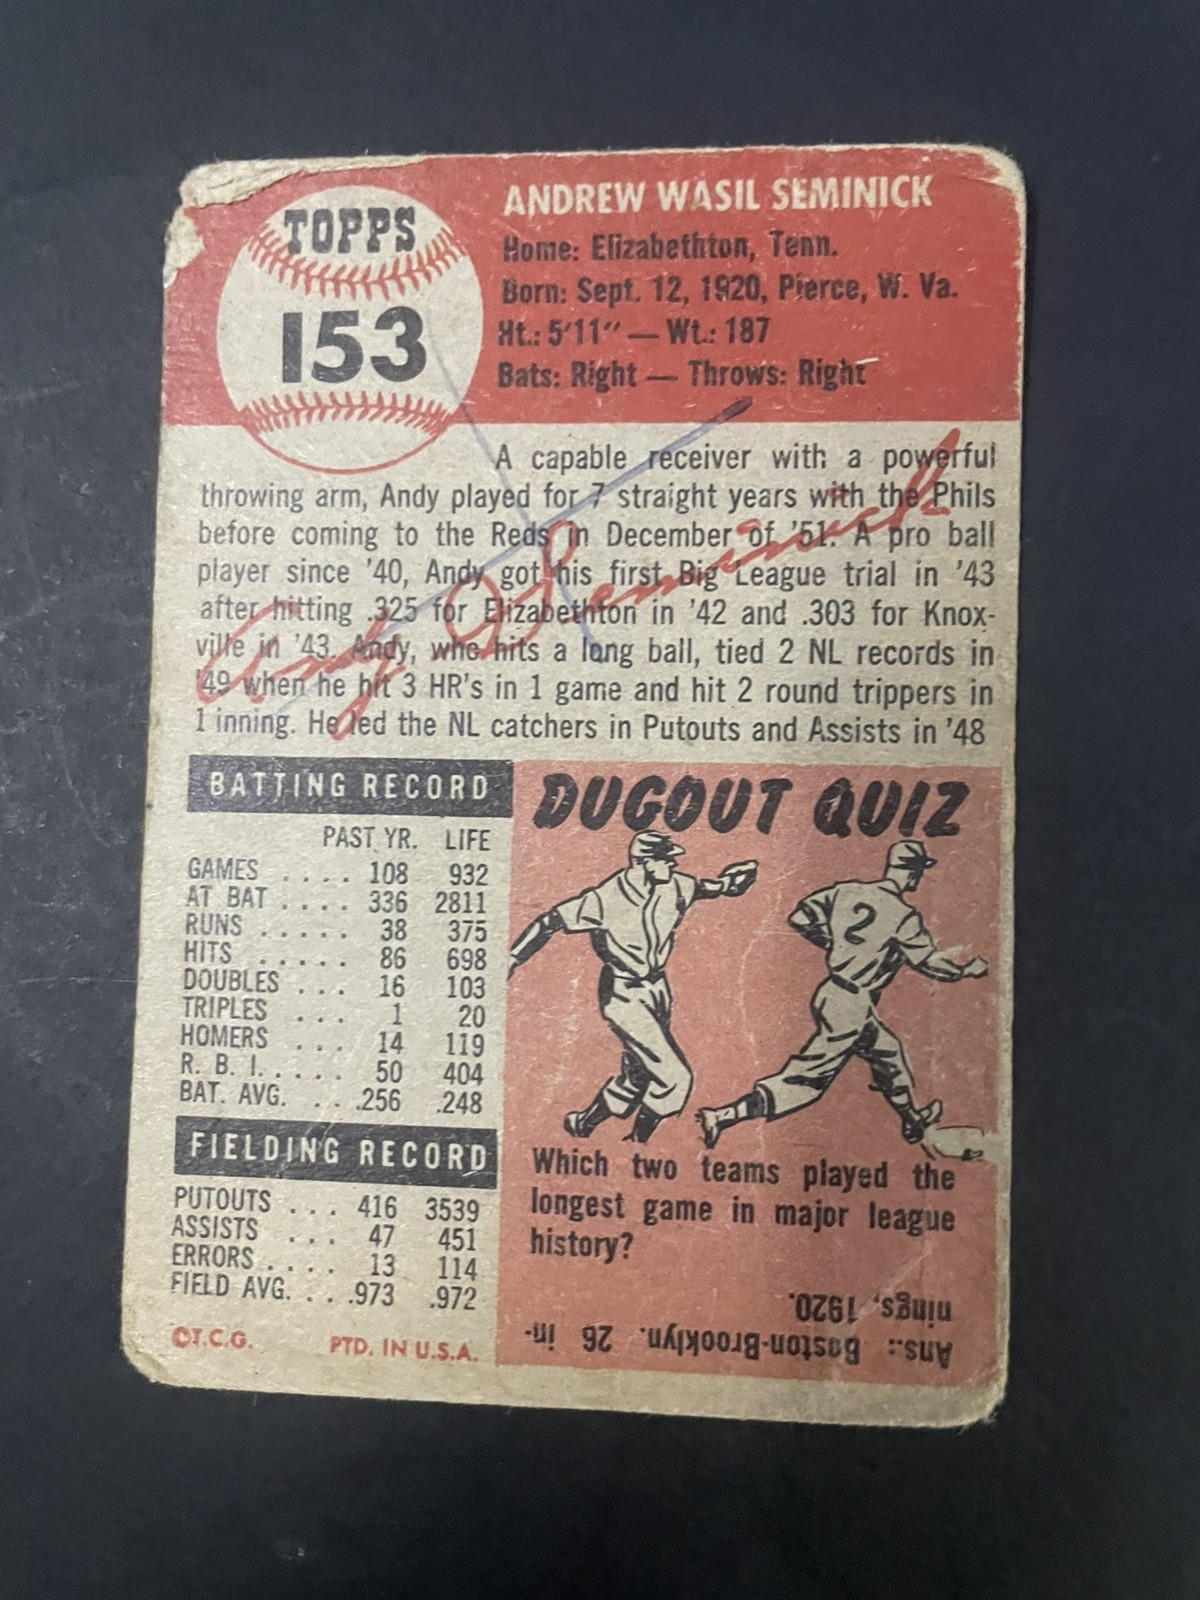 TOPPS
153
ANDREW WASIL SEMINICK
Home: Elizabethton, Tenn.
Born: Sept. 12, 1920, Pierce, W. Va.
Ht.: 5'11" — Wt.: 187
Bats: Right — Throws: Right
A capable receiver with a powerful
throwing arm, Andy played for 7 straight years with the Phils
before coming to the Reds in December of '51. A pro ball
player since '40, Andy got his first Big League trial in '43
after hitting .325 for Elizabethton in '42 and .303 for Knox-
ville in '43. Andy, who hits a long ball, tied 2 NL records in
'49 when he hit 3 HR's in 1 game and hit 2 round trippers in
1 inning. He led the NL catchers in Putouts and Assists in '48
Andy Seminick
BATTING RECORD
PAST YR. LIFE
GAMES .... 108 932
AT BAT .... 336 2811
RUNS ..... 38 375
HITS ..... 86 698
DOUBLES ... 16 103
TRIPLES ... 1 20
HOMERS ... 14 119
R. B. I. .... 50 404
BAT. AVG. .. .256 .248
FIELDING RECORD
PUTOUTS ... 416 3539
ASSISTS ... 47 451
ERRORS .... 13 114
FIELD AVG. .. .973 .972
©T.C.G. PTD. IN U.S.A.
DUGOUT QUIZ
2
Which two teams played the
longest game in major league
history?
Ans.: Boston-Brooklyn. 26 in-
nings, 1920.